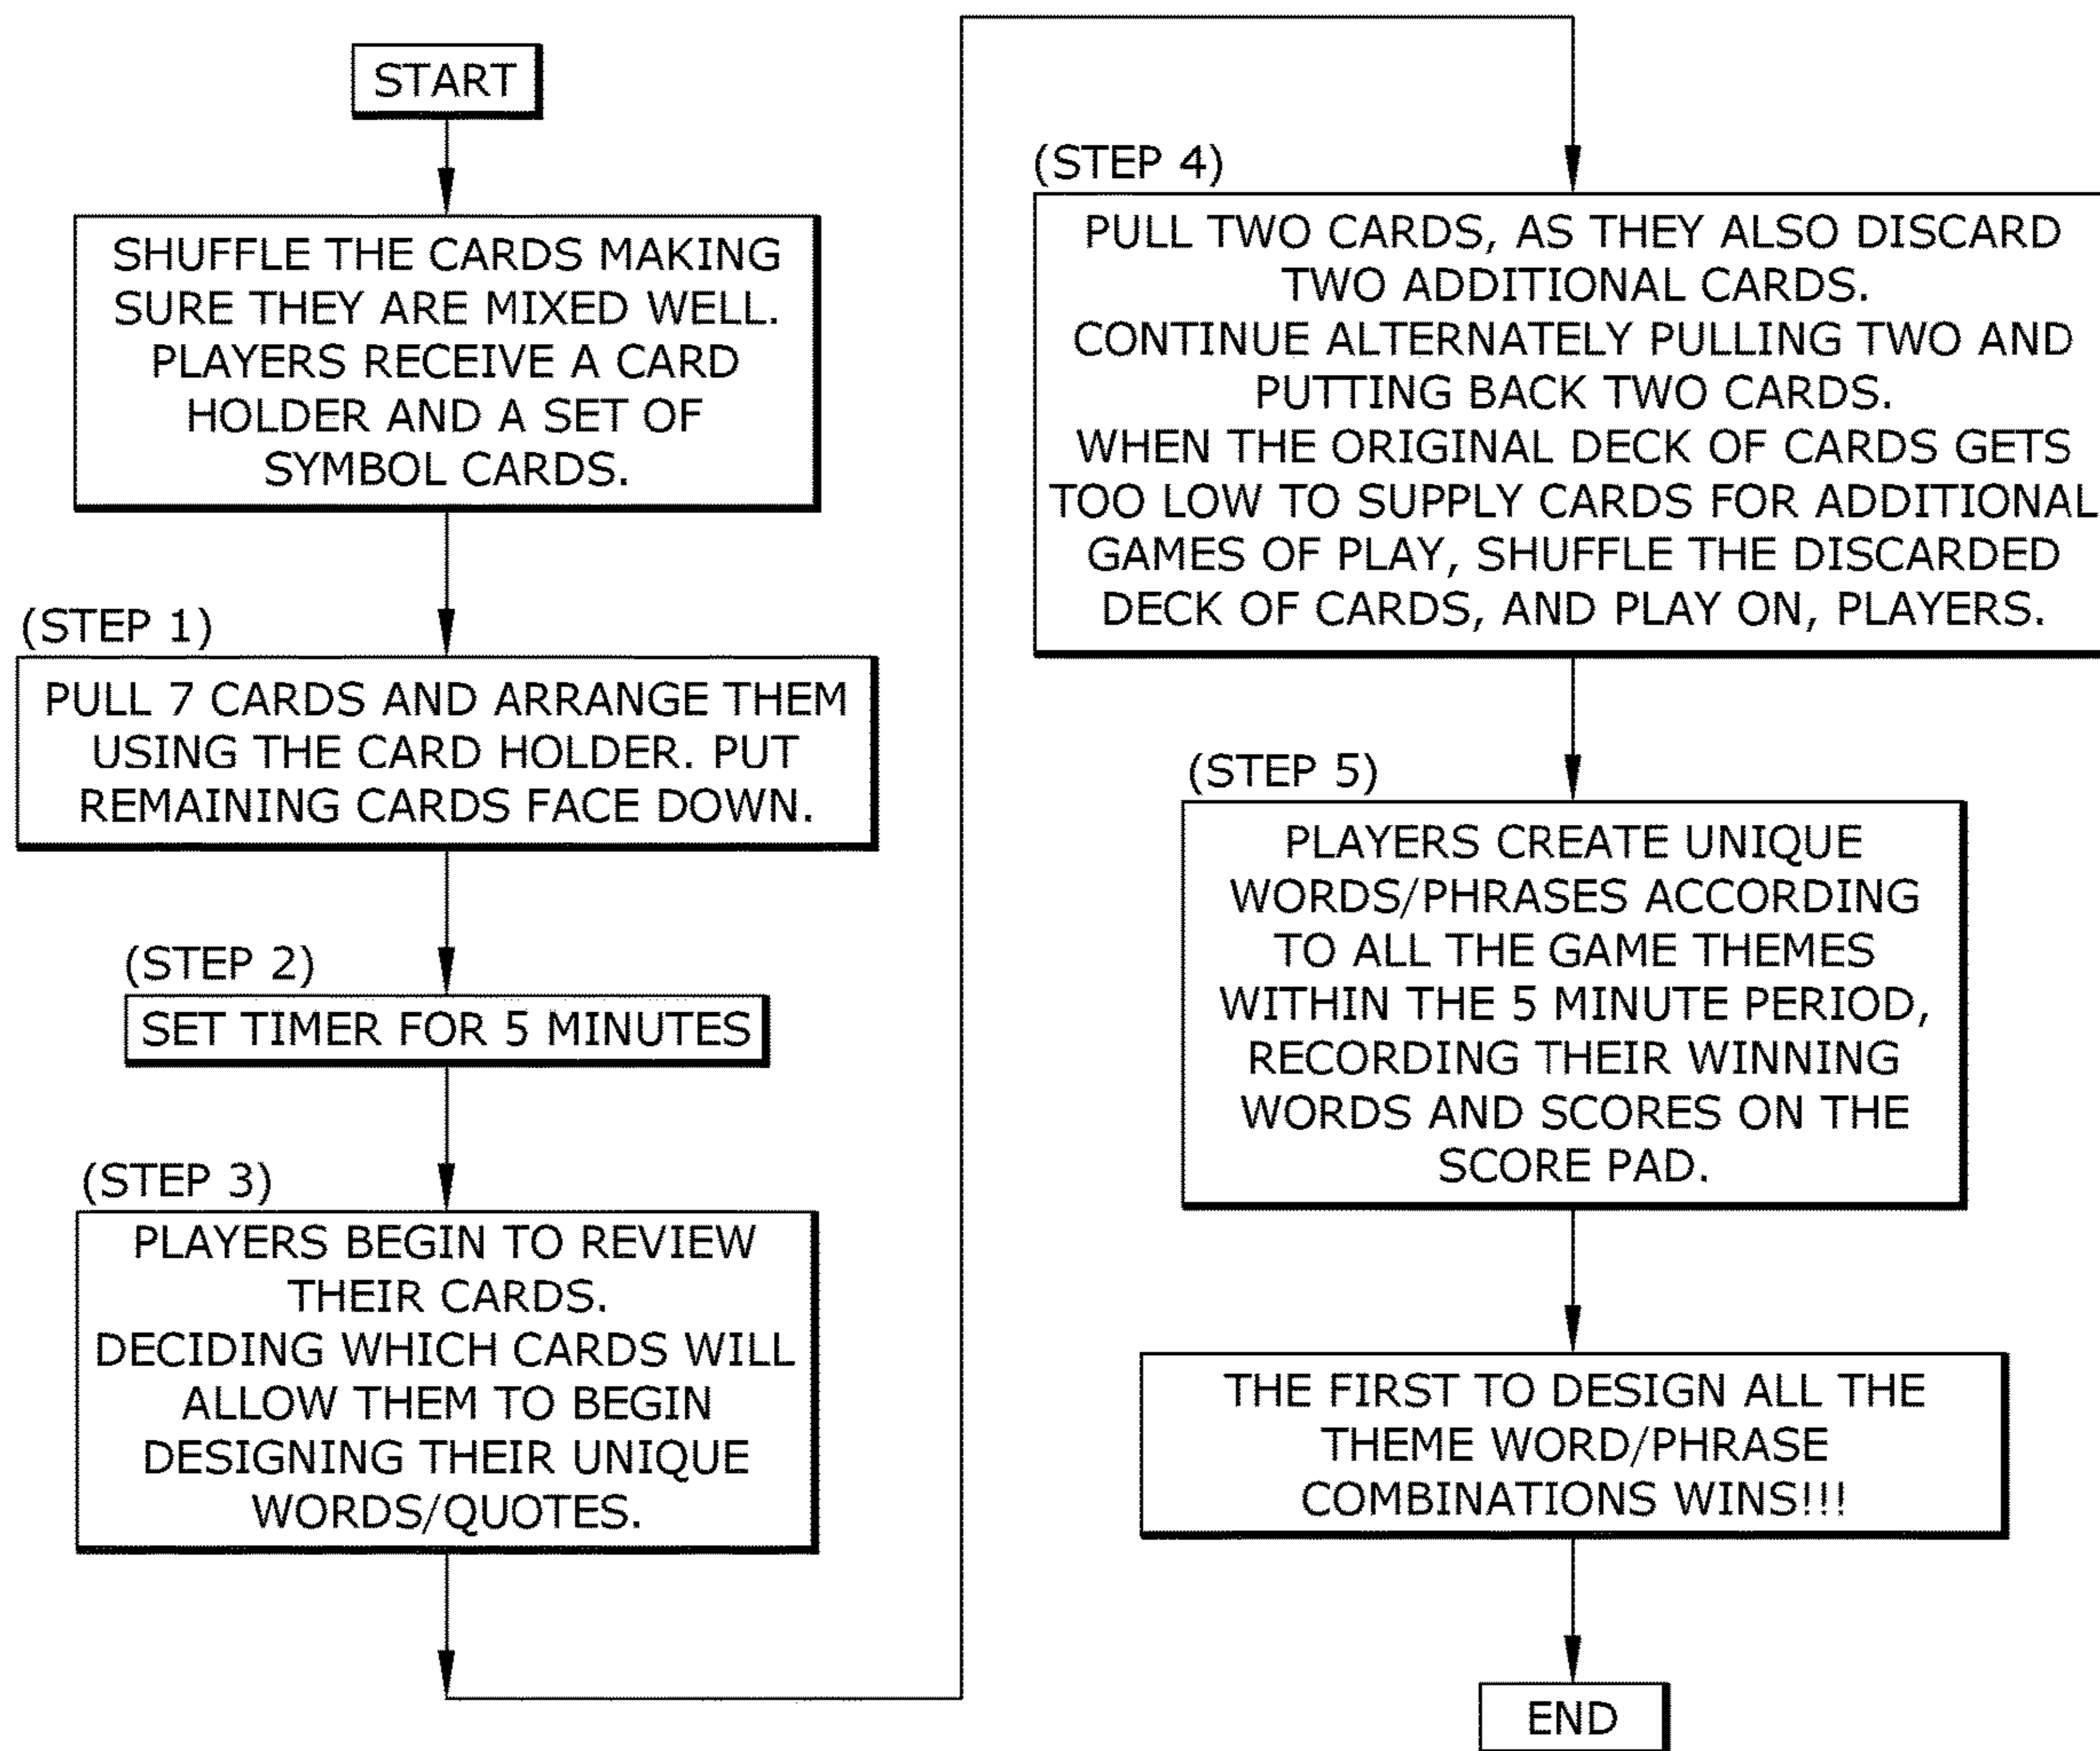 START
SHUFFLE THE CARDS MAKING
SURE THEY ARE MIXED WELL.
PLAYERS RECEIVE A CARD
HOLDER AND A SET OF
SYMBOL CARDS.
(STEP 1)
PULL 7 CARDS AND ARRANGE THEM
USING THE CARD HOLDER. PUT
REMAINING CARDS FACE DOWN.
(STEP 2)
SET TIMER FOR 5 MINUTES
(STEP 3)
PLAYERS BEGIN TO REVIEW
THEIR CARDS.
DECIDING WHICH CARDS WILL
ALLOW THEM TO BEGIN
DESIGNING THEIR UNIQUE
WORDS/QUOTES.
(STEP 4)
PULL TWO CARDS, AS THEY ALSO DISCARD
TWO ADDITIONAL CARDS.
CONTINUE ALTERNATELY PULLING TWO AND
PUTTING BACK TWO CARDS.
WHEN THE ORIGINAL DECK OF CARDS GETS
TOO LOW TO SUPPLY CARDS FOR ADDITIONAL
GAMES OF PLAY, SHUFFLE THE DISCARDED
DECK OF CARDS, AND PLAY ON, PLAYERS.
(STEP 5)
PLAYERS CREATE UNIQUE
WORDS/PHRASES ACCORDING
TO ALL THE GAME THEMES
WITHIN THE 5 MINUTE PERIOD,
RECORDING THEIR WINNING
WORDS AND SCORES ON THE
SCORE PAD.
THE FIRST TO DESIGN ALL THE
THEME WORD/PHRASE
COMBINATIONS WINS!!!
END